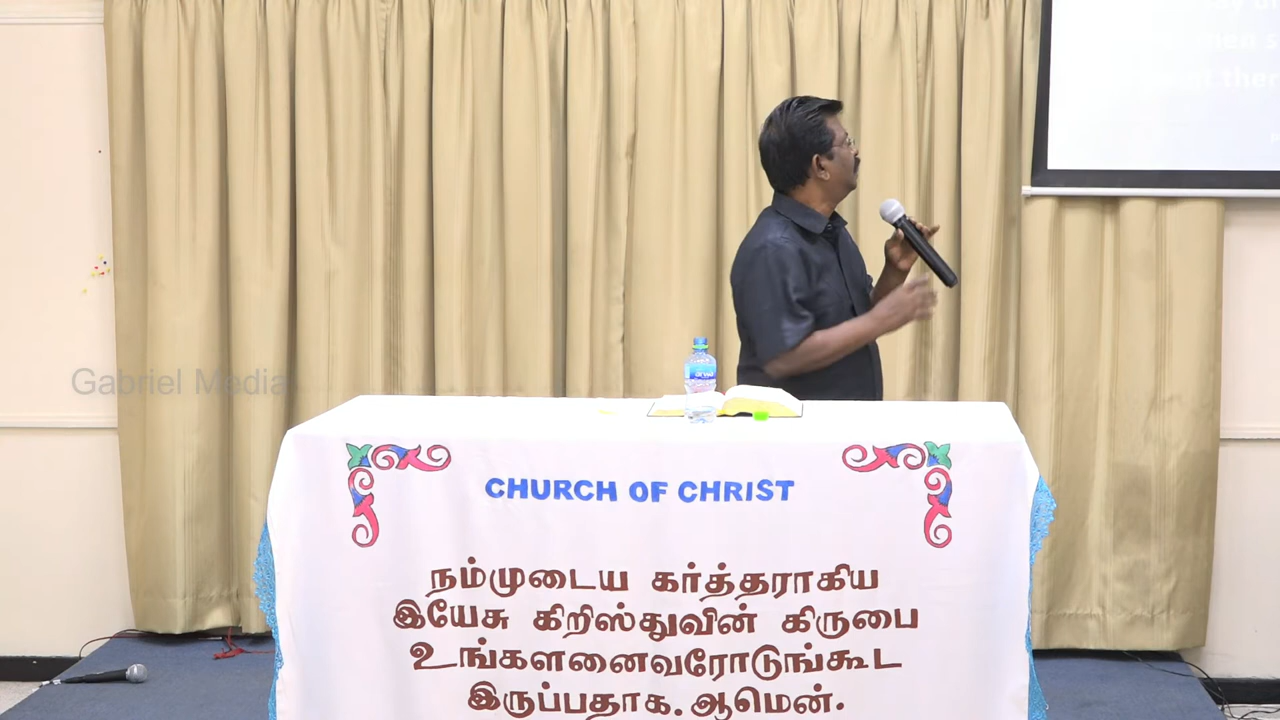 Gabriel Media
CHURCH OF CHRIST
நம்முடைய கர்த்தராகிய
இயேசு கிறிஸ்துவின் கிருபை
உங்களனைவரோடுங்கூட
இருப்பதாக. ஆமென்.